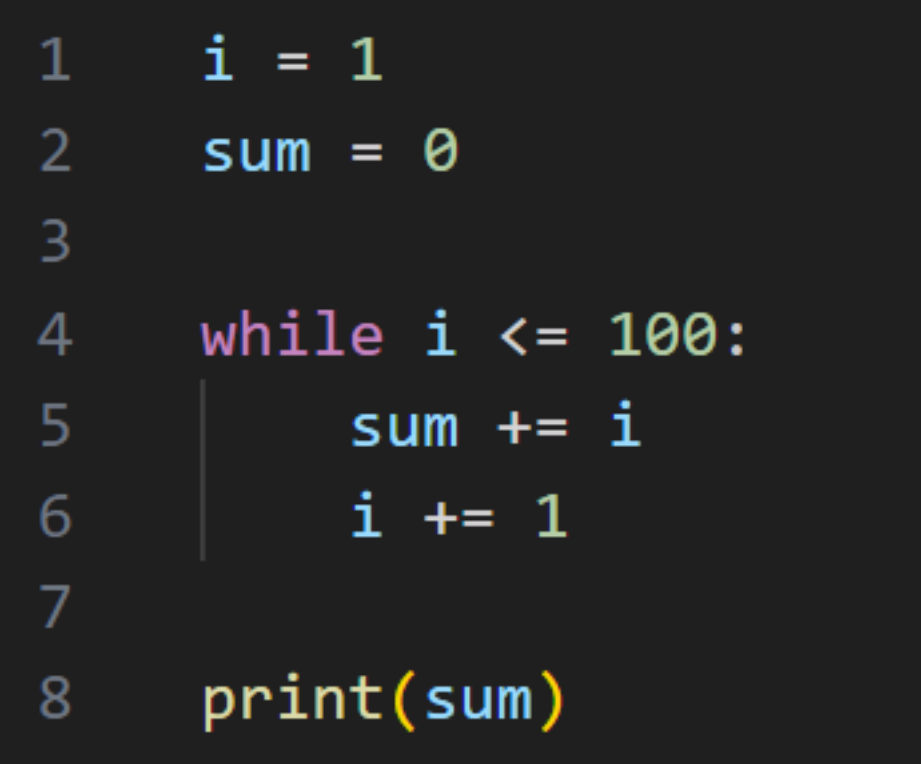 1 i = 1
2 sum = 0
3
4 while i <= 100:
5     sum += i
6     i += 1
7
8 print(sum)